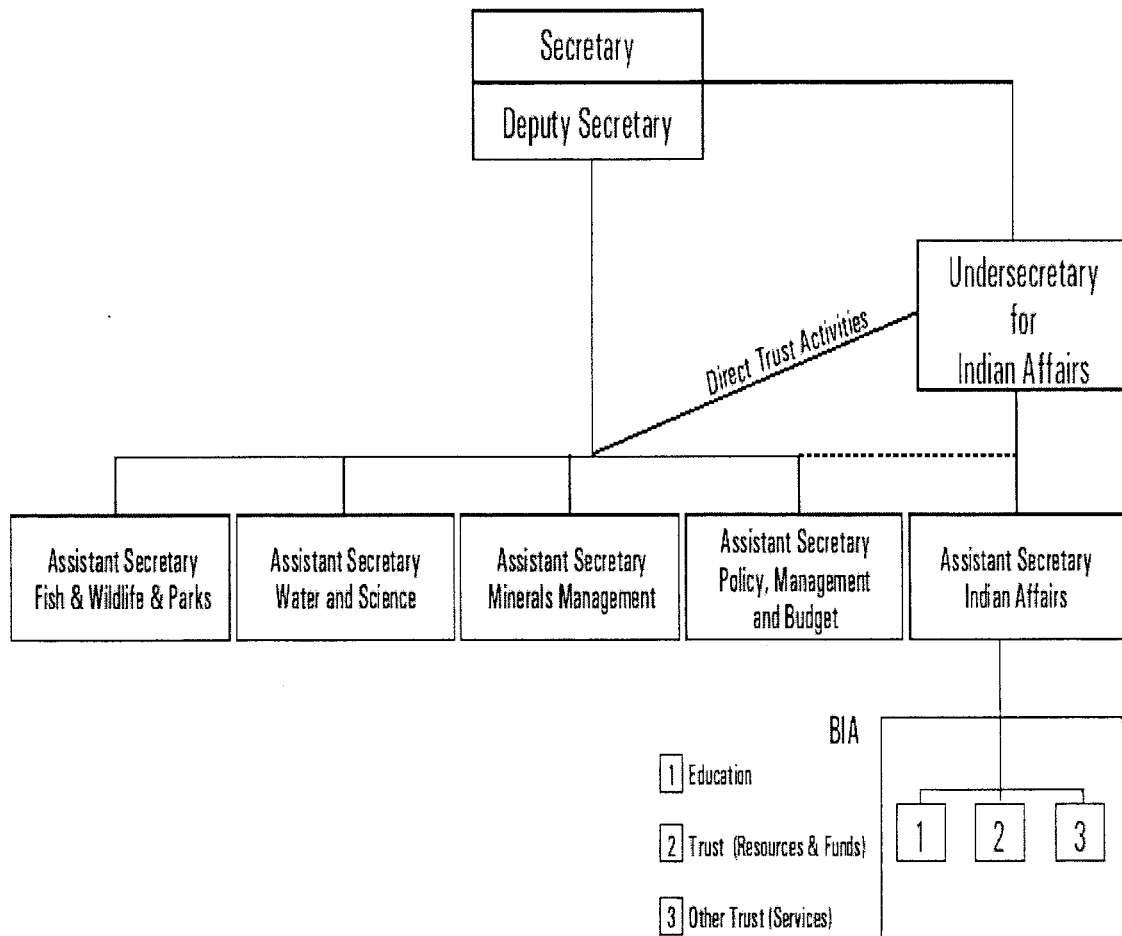 Secretary
Deputy Secretary
Undersecretary
for
Indian Affairs
Direct Trust Activities
Assistant Secretary
Fish & Wildlife & Parks
Assistant Secretary
Water and Science
Assistant Secretary
Minerals Management
Assistant Secretary
Policy, Management
and Budget
Assistant Secretary
Indian Affairs
BIA
1 Education
2 Trust (Resources & Funds)
3 Other Trust (Services)
1 2 3